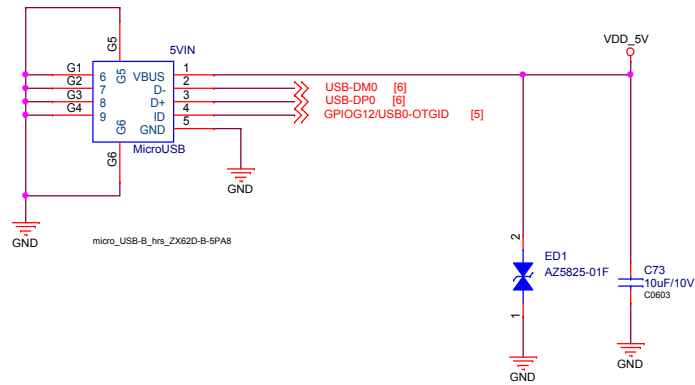 VDD_5V
5VIN
G5
G1 6 G5 VBUS 1
G2 7 D- 2 USB-DM0 [6]
G3 8 D+ 3 USB-DP0 [6]
G4 9 ID 4 GPIOG12/USB0-OTGID [5]
G6 GND 5
MicroUSB
G6
GND
GND
micro_USB-B_hrs_ZX62D-B-5PA8
2
ED1
AZ5825-01F
1
GND
C73
10uF/10V
C0603
GND